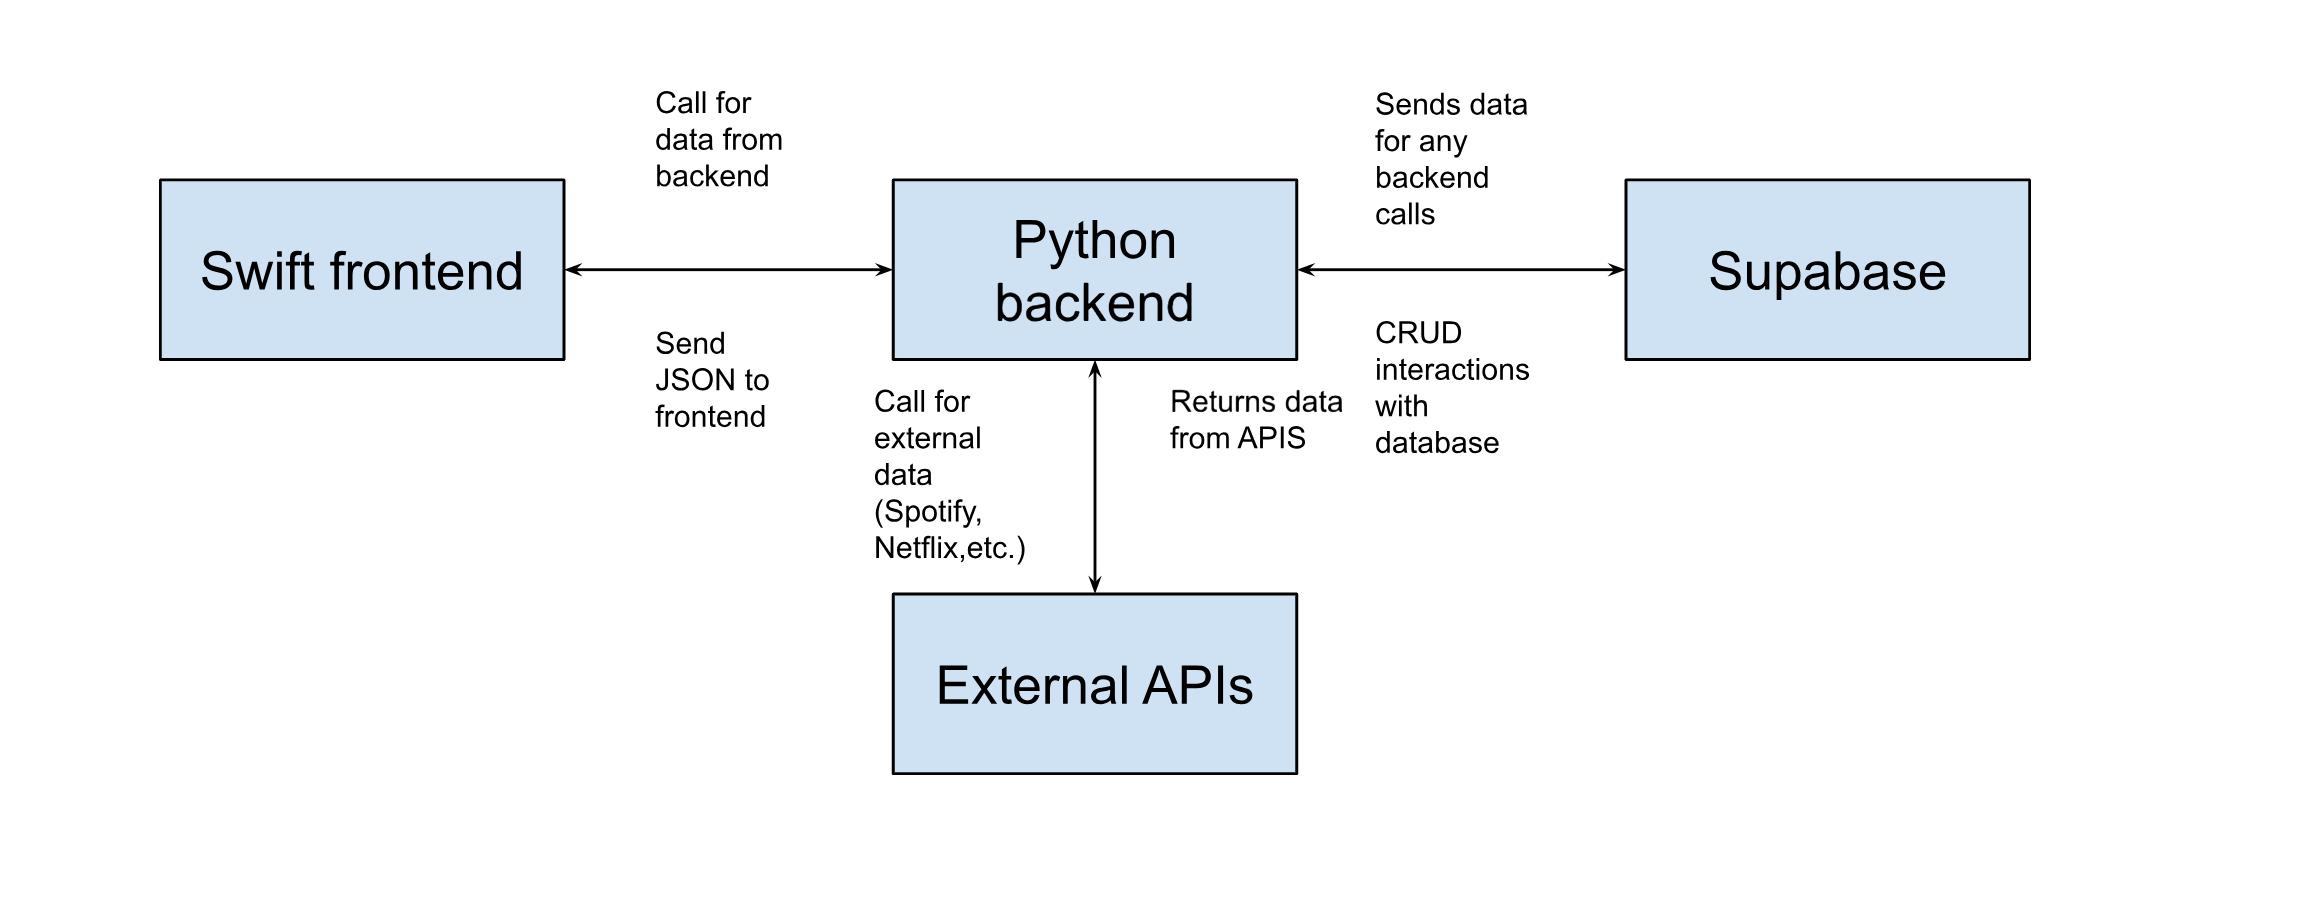 Call for
data from
backend
Sends data
for any
backend
calls
Swift frontend
Python
backend
Supabase
Send
JSON to
frontend
Call for
external
data
(Spotify,
Netflix,etc.)
Returns data
from APIS
CRUD
interactions
with
database
External APIs